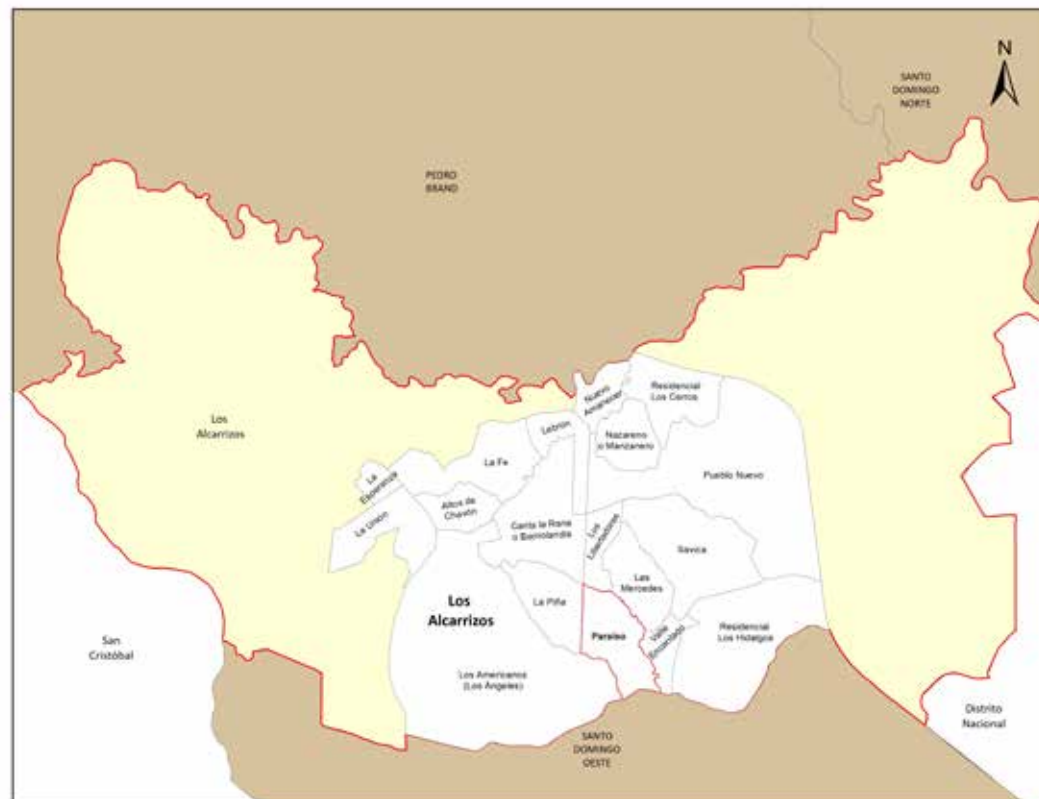 N
SANTO
DOMINGO
NORTE
PEDRO
BRAND
Nuevo
Amanecer
Residencial
Los Cerros
Los
Alcarrizos
Lebrón
Nazareno
o Manzanero
La Fe
La
Esperanza
Pueblo Nuevo
Altos de
Chavón
La Unión
Canta la Rana
o Barriolandia
Los
Libertadores
Savica
Las
Mercedes
Los
Alcarrizos
La Piña
Paraíso
Valle
Encantado
Residencial
Los Hidalgos
San
Cristóbal
Los Americanos
(Los Ángeles)
Distrito
Nacional
SANTO
DOMINGO
OESTE